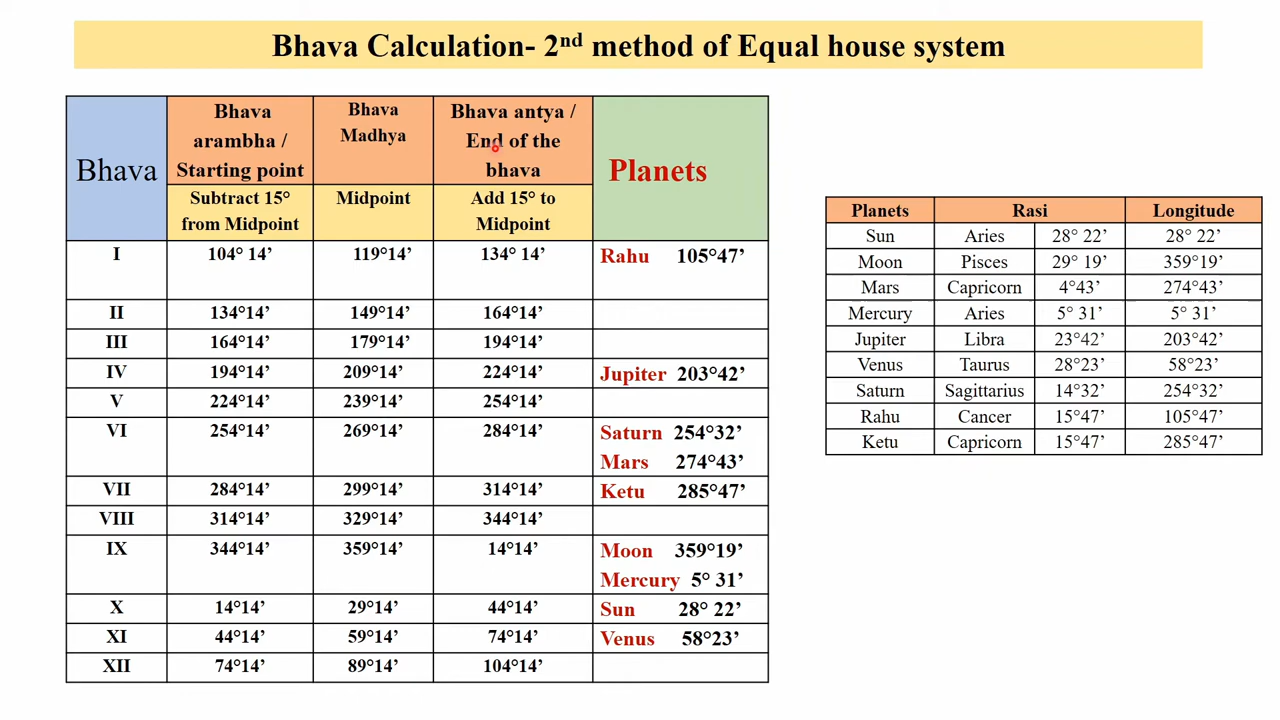 Bhava Calculation- 2nd method of Equal house system
Bhava
Bhava arambha / Starting point
Bhava Madhya
Bhava antya / End of the bhava
Planets
Subtract 15° from Midpoint
Midpoint
Add 15° to Midpoint
I 104° 14’ 119°14’ 134° 14’ Rahu 105°47’
II 134°14’ 149°14’ 164°14’
III 164°14’ 179°14’ 194°14’
IV 194°14’ 209°14’ 224°14’ Jupiter 203°42’
V 224°14’ 239°14’ 254°14’
VI 254°14’ 269°14’ 284°14’ Saturn 254°32’
Mars 274°43’
VII 284°14’ 299°14’ 314°14’ Ketu 285°47’
VIII 314°14’ 329°14’ 344°14’
IX 344°14’ 359°14’ 14°14’ Moon 359°19’
Mercury 5° 31’
X 14°14’ 29°14’ 44°14’ Sun 28° 22’
XI 44°14’ 59°14’ 74°14’ Venus 58°23’
XII 74°14’ 89°14’ 104°14’
Planets Rasi Longitude
Sun Aries 28° 22’ 28° 22’
Moon Pisces 29° 19’ 359°19’
Mars Capricorn 4°43’ 274°43’
Mercury Aries 5° 31’ 5° 31’
Jupiter Libra 23°42’ 203°42’
Venus Taurus 28°23’ 58°23’
Saturn Sagittarius 14°32’ 254°32’
Rahu Cancer 15°47’ 105°47’
Ketu Capricorn 15°47’ 285°47’